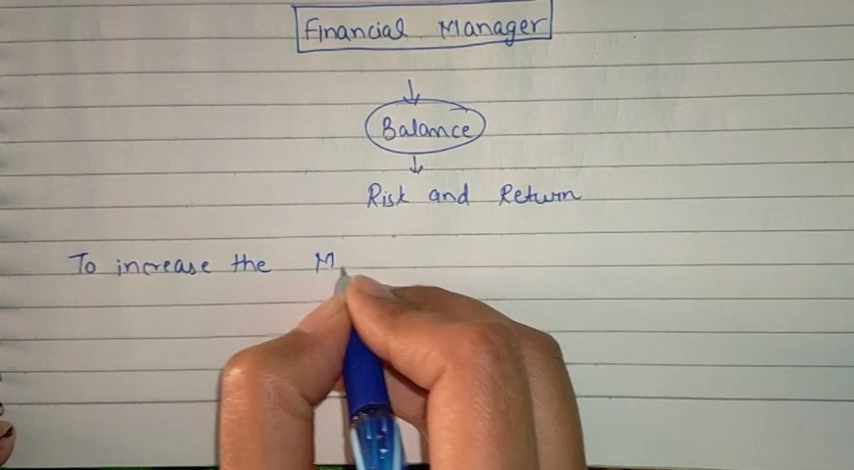 Financial Manager
Balance
Risk and Return
To increase the M